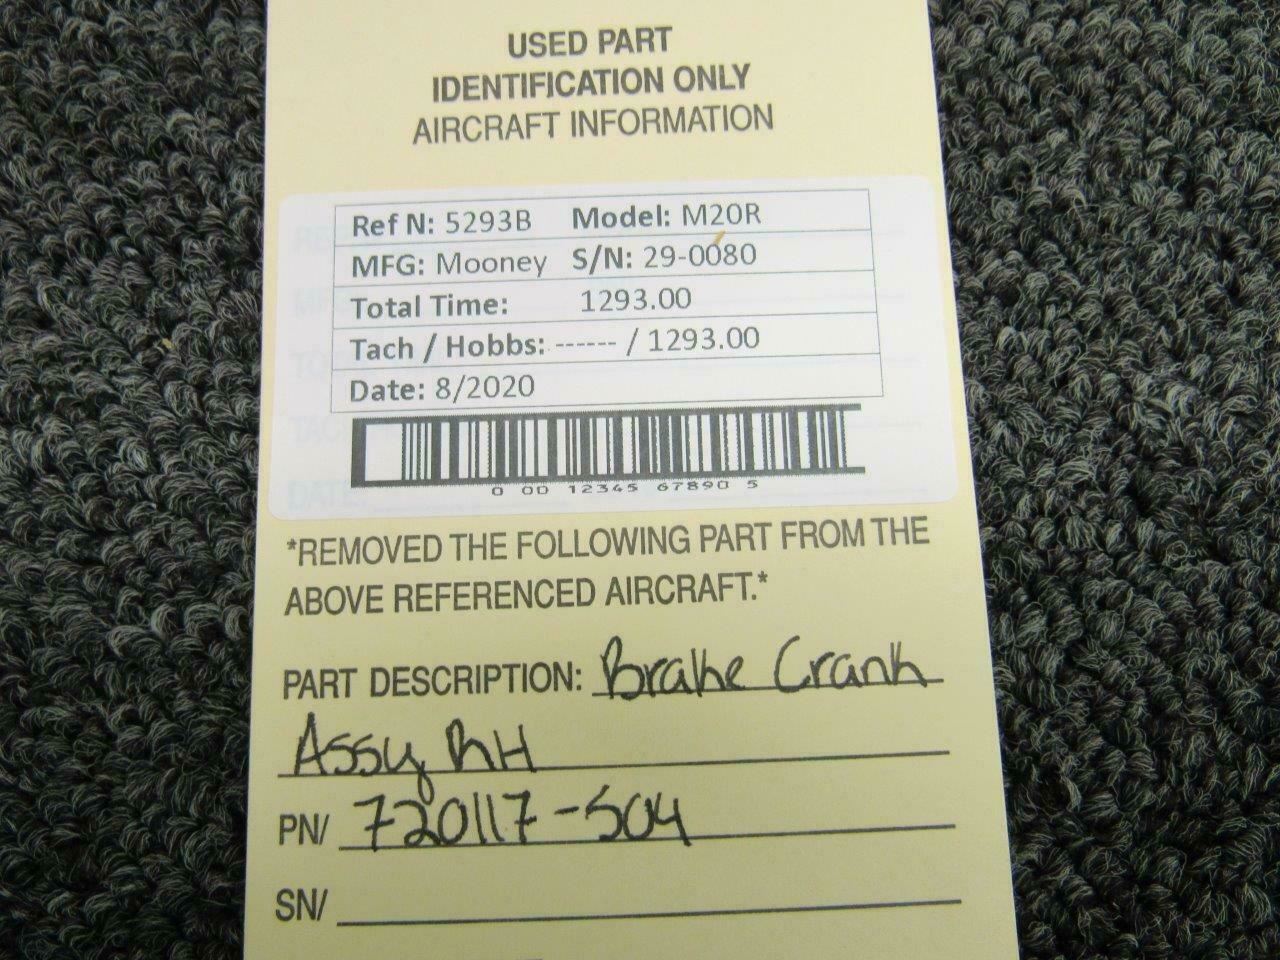 USED PART
IDENTIFICATION ONLY
AIRCRAFT INFORMATION
Ref N: 5293B Model: M20R
MFG: Mooney S/N: 29-0080
Total Time: 1293.00
Tach / Hobbs: ------ / 1293.00
Date: 8/2020
0 00 12345 67890 5
*REMOVED THE FOLLOWING PART FROM THE
ABOVE REFERENCED AIRCRAFT.*
PART DESCRIPTION: Brake Crank
Assy RH
PN/ 720117-504
SN/